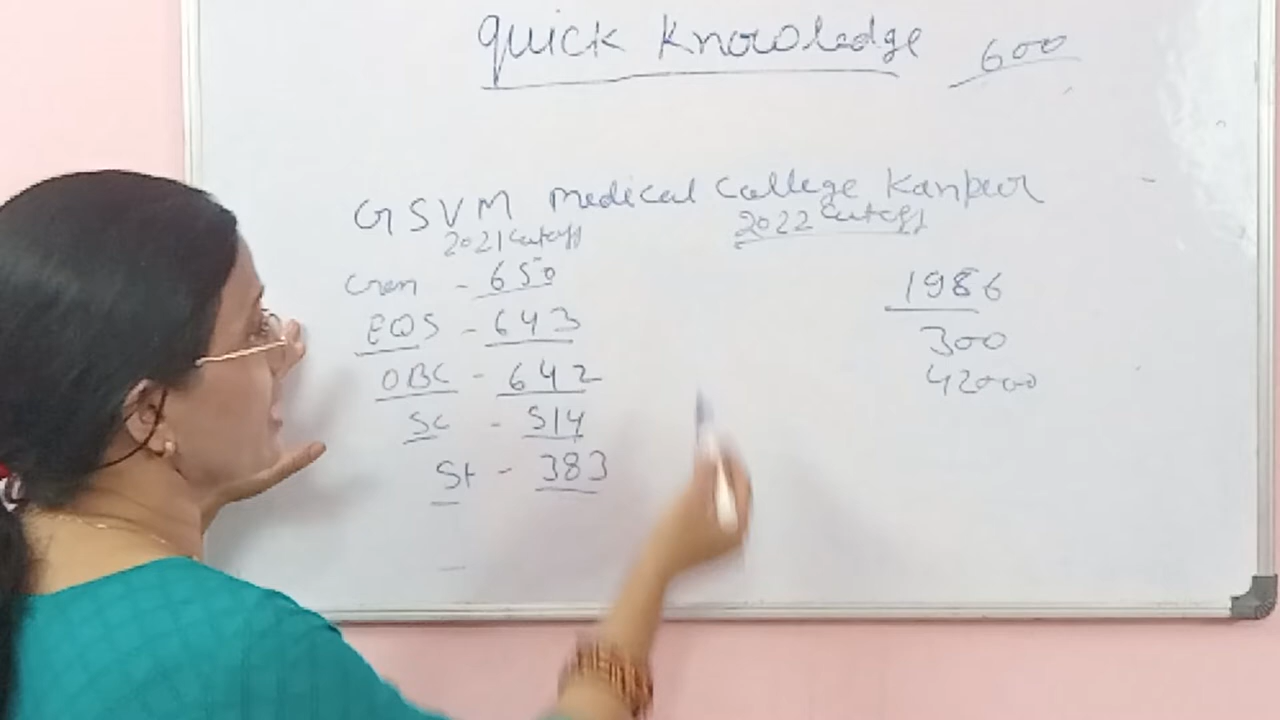 quick knowledge 600
GSVM medical college Kanpur
2021 cutoff 2022 cutoff
Gen - 650
EWS - 643
OBC - 642
SC - 514
St - 383
1986
300
42000